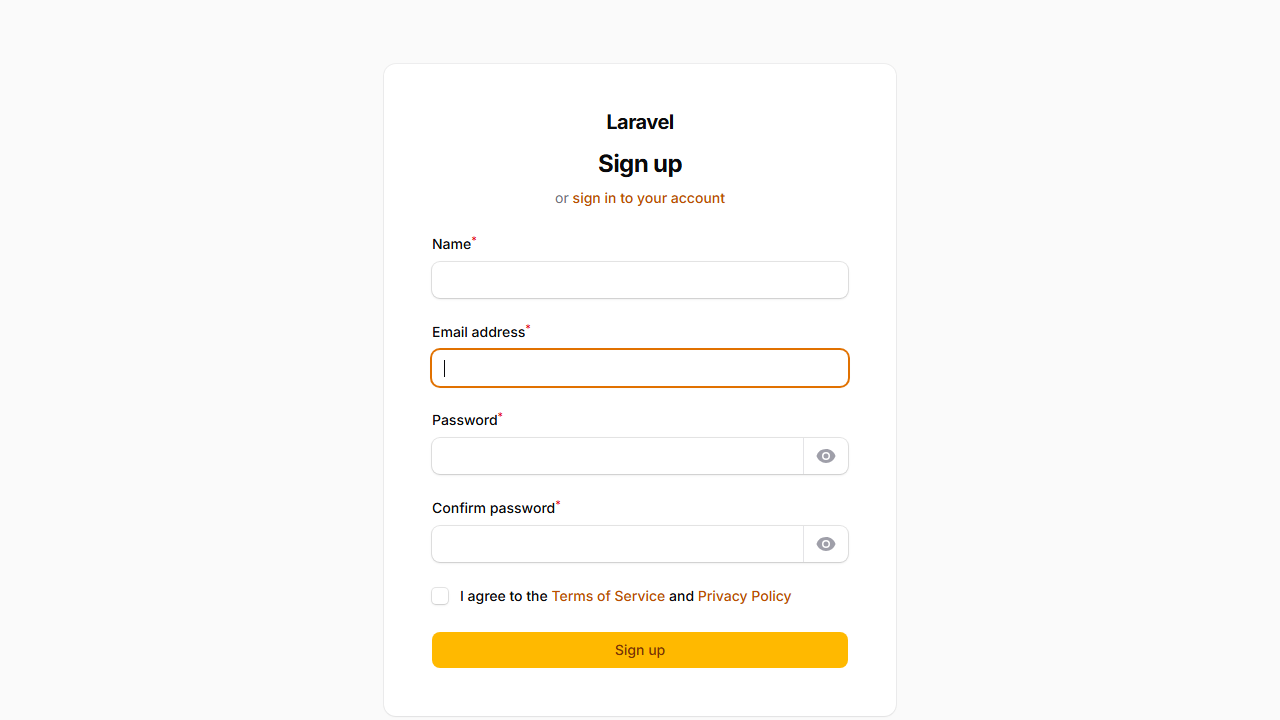 Laravel
Sign up
or sign in to your account
Name*
Email address*
Password*
Confirm password*
I agree to the Terms of Service and Privacy Policy
Sign up